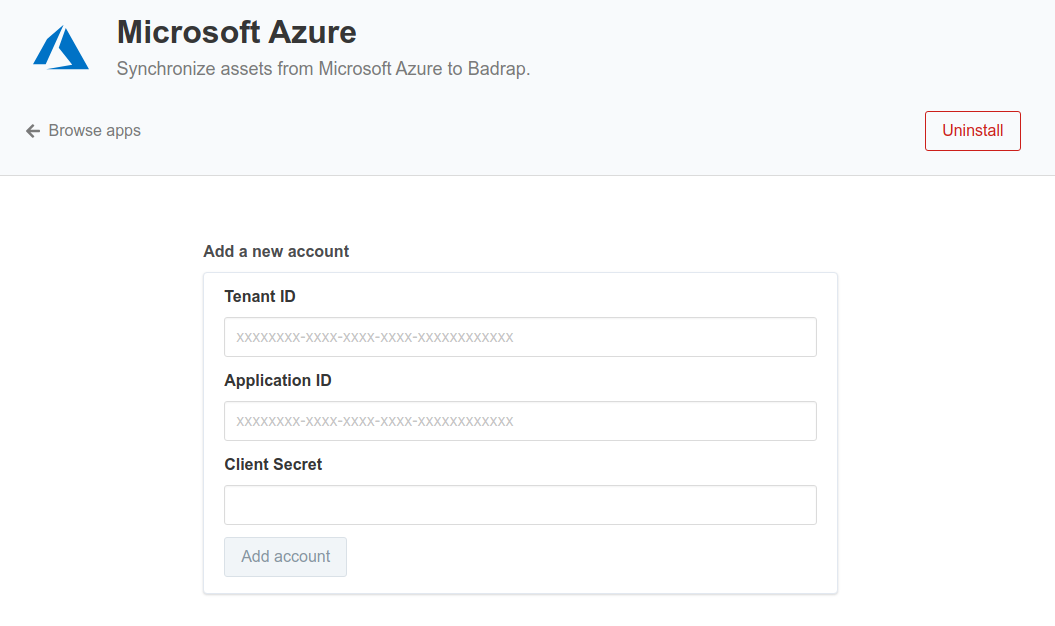 Microsoft Azure
Synchronize assets from Microsoft Azure to Badrap.
Browse apps
Uninstall
Add a new account
Tenant ID
xxxxxxxx-xxxx-xxxx-xxxx-xxxxxxxxxxxx
Application ID
xxxxxxxx-xxxx-xxxx-xxxx-xxxxxxxxxxxx
Client Secret
Add account